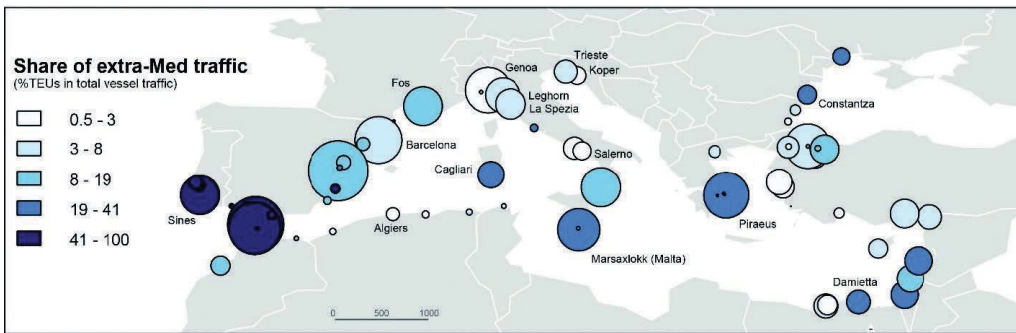 Share of extra-Med traffic
(%TEUs in total vessel traffic)
0.5 - 3
3 - 8
8 - 19
19 - 41
41 - 100
Sines
Algiers
Barcelona
Fos
Genoa
Trieste
Koper
Leghorn
La Spezia
Cagliari
Salerno
Marsaxlokk (Malta)
Piraeus
Constantza
Damietta
0 500 1000